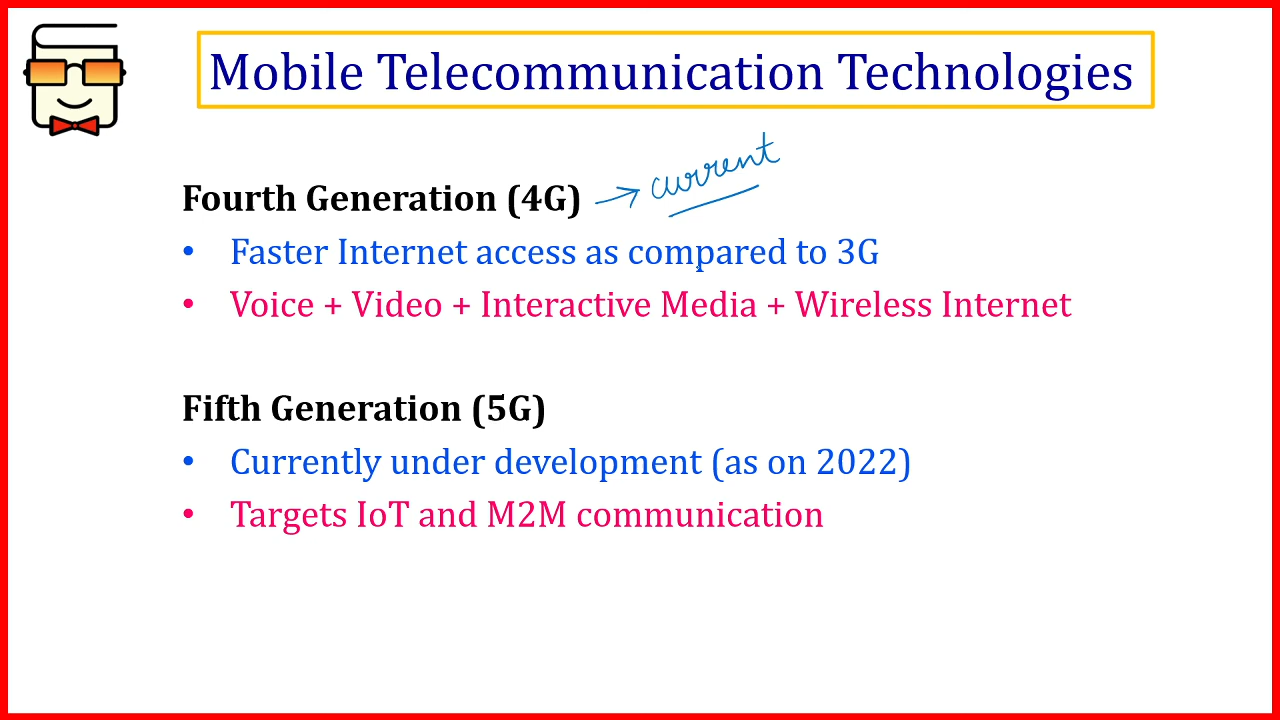 Mobile Telecommunication Technologies
Fourth Generation (4G) → current
• Faster Internet access as compared to 3G
• Voice + Video + Interactive Media + Wireless Internet
Fifth Generation (5G)
• Currently under development (as on 2022)
• Targets IoT and M2M communication